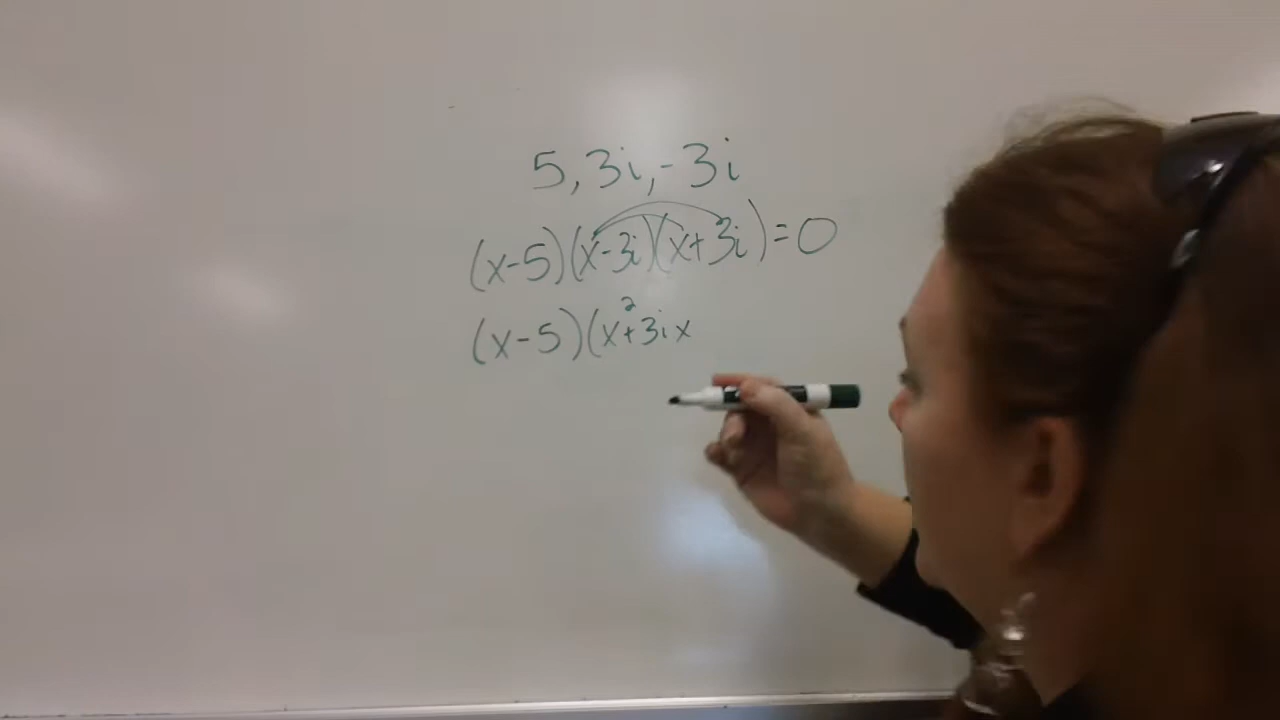 5, 3i, -3i
(x-5)(x-3i)(x+3i)=0
(x-5)(x²+3ix